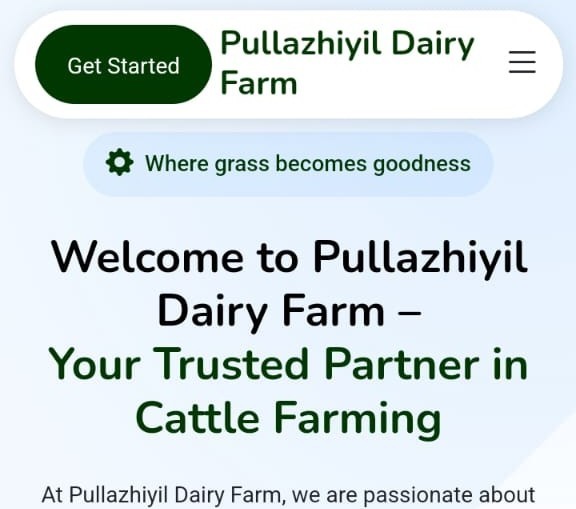 Get Started
Pullazhiyil Dairy
Farm
Where grass becomes goodness
Welcome to Pullazhiyil
Dairy Farm –
Your Trusted Partner in
Cattle Farming
At Pullazhiyil Dairy Farm, we are passionate about